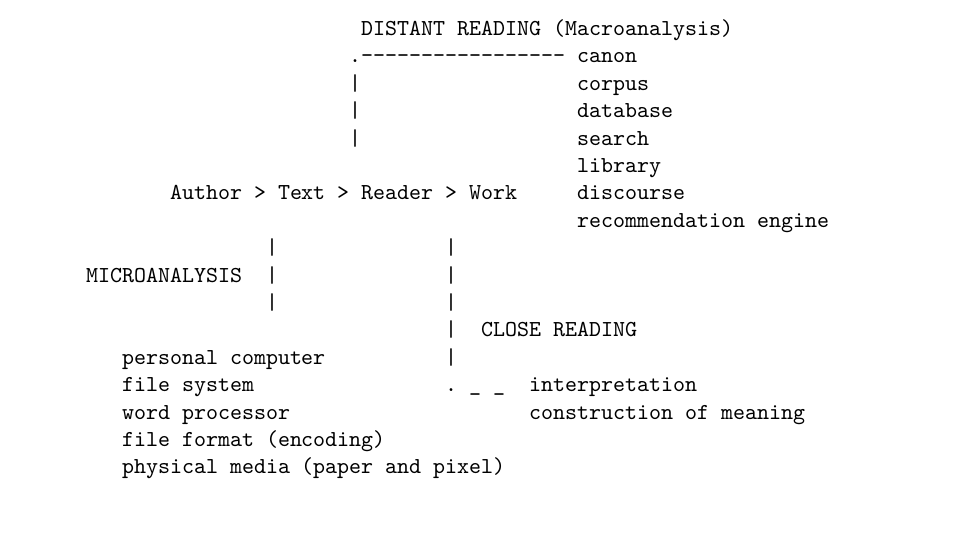 DISTANT READING (Macroanalysis)
.----------------- canon
| corpus
| database
| search
library
Author > Text > Reader > Work discourse
recommendation engine
| |
MICROANALYSIS | |
| |
| CLOSE READING
personal computer |
file system . _ _ interpretation
word processor construction of meaning
file format (encoding)
physical media (paper and pixel)